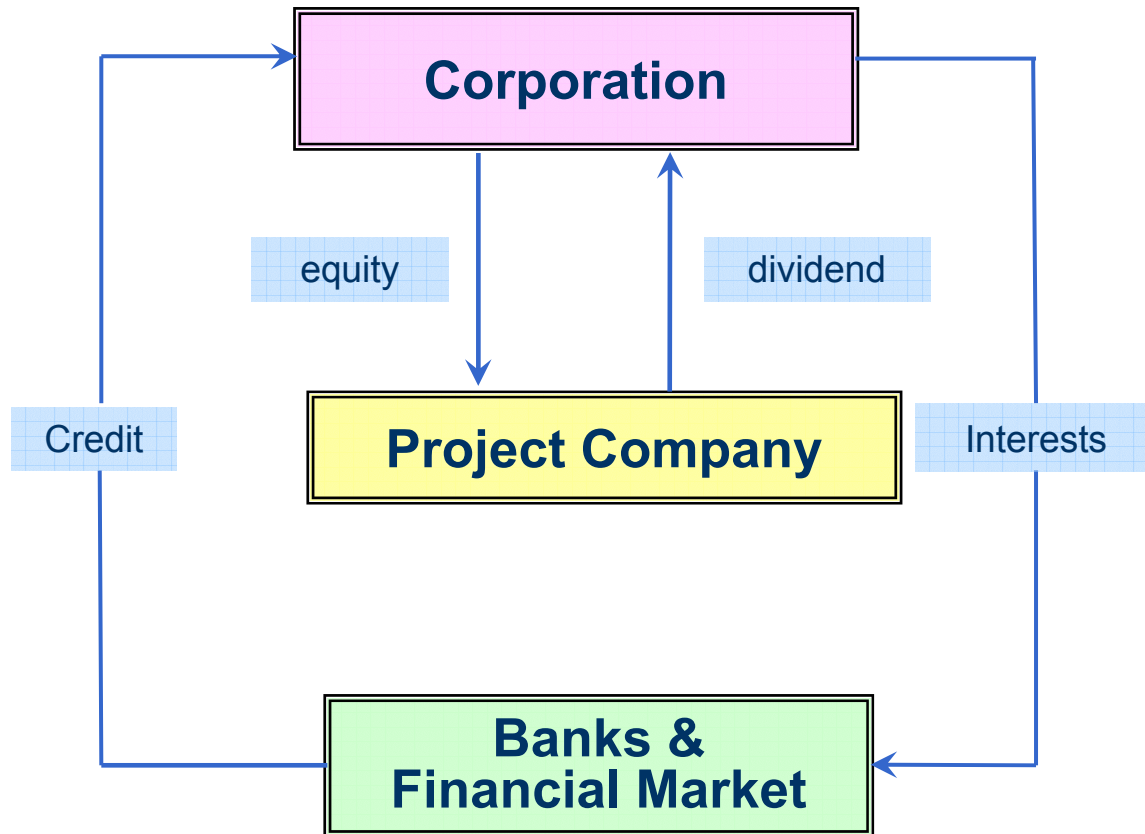 Corporation
equity
dividend
Credit
Project Company
Interests
Banks &
Financial Market